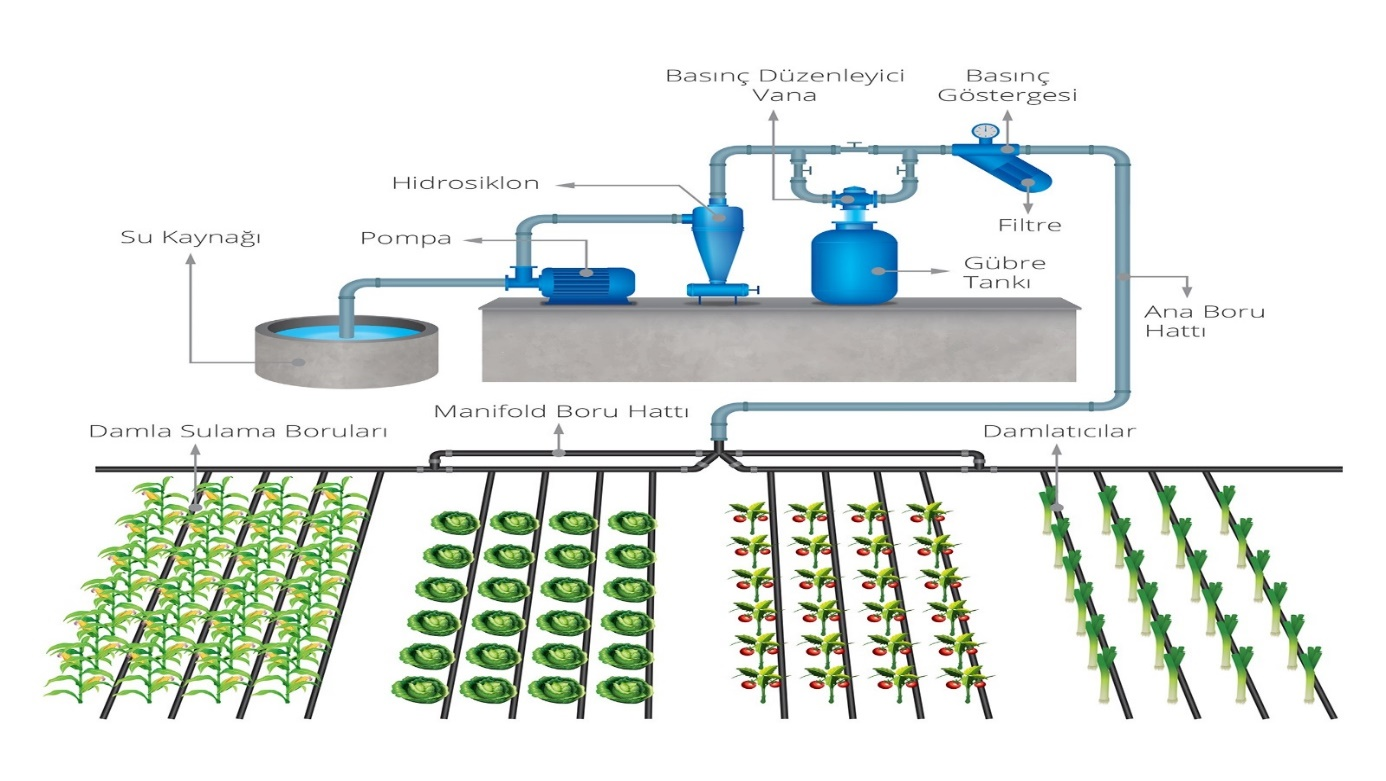 Basınç Düzenleyici
Vana
Basınç
Göstergesi
Hidrosiklon
Filtre
Su Kaynağı
Pompa
Gübre
Tankı
Ana Boru
Hattı
Manifold Boru Hattı
Damla Sulama Boruları
Damlatıcılar